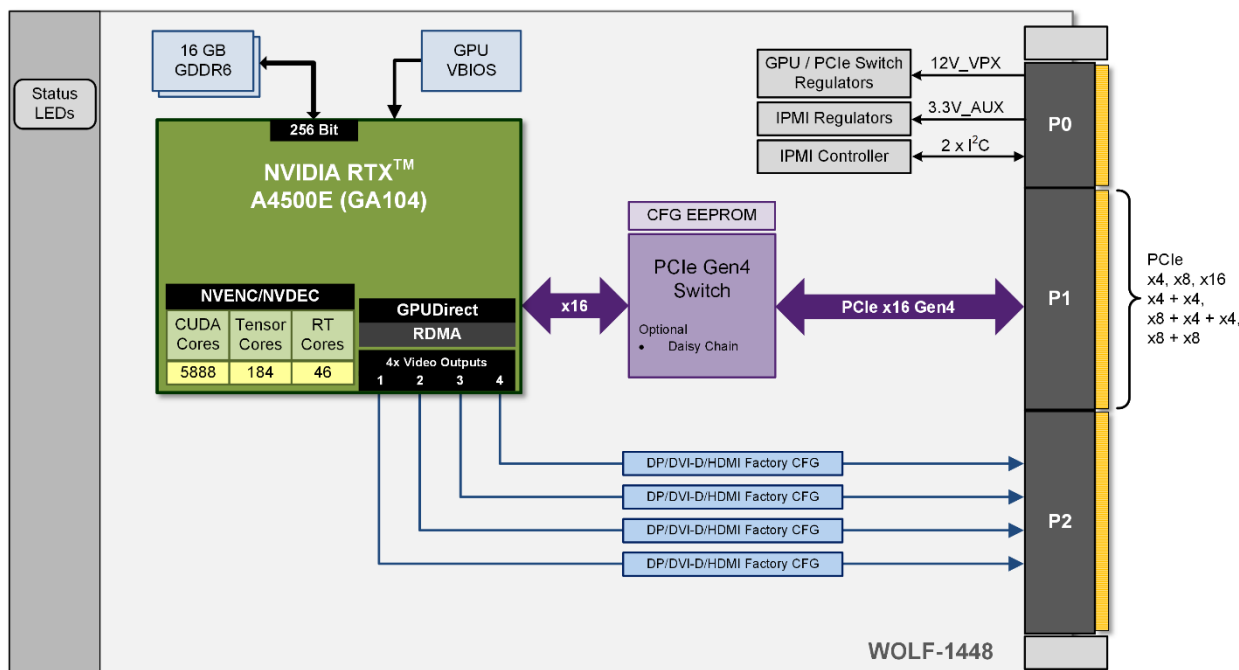 Status
LEDs
16 GB
GDDR6
GPU
VBIOS
256 Bit
NVIDIA RTX™
A4500E (GA104)
NVENC/NVDEC
CUDA Cores
Tensor Cores
RT Cores
5888
184
46
GPUDirect
RDMA
4x Video Outputs
1 2 3 4
x16
CFG EEPROM
PCIe Gen4
Switch
Optional
• Daisy Chain
PCIe x16 Gen4
GPU / PCIe Switch
Regulators
12V_VPX
IPMI Regulators
3.3V_AUX
IPMI Controller
2 x I²C
P0
P1
P2
PCIe
x4, x8, x16
x4 + x4,
x8 + x4 + x4,
x8 + x8
DP/DVI-D/HDMI Factory CFG
DP/DVI-D/HDMI Factory CFG
DP/DVI-D/HDMI Factory CFG
DP/DVI-D/HDMI Factory CFG
WOLF-1448